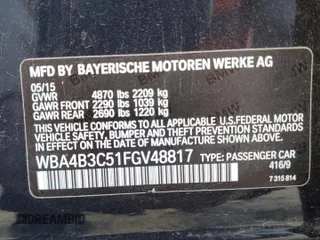 MFD BY BAYERISCHE MOTOREN WERKE AG
05/15
GVWR 4870 lbs 2209 kg
GAWR FRONT 2290 lbs 1039 kg
GAWR REAR 2690 lbs 1220 kg
THIS VEHICLE CONFORMS TO ALL APPLICABLE
U.S. FEDERAL MOTOR VEHICLE SAFETY,
BUMPER, AND THEFT PREVENTION
STANDARDS IN EFFECT ON THE DATE OF
MANUFACTURE SHOWN ABOVE.
WBA4B3C51FGV48817 TYPE: PASSENGER CAR
416/9
7 315 814
DREAMBID